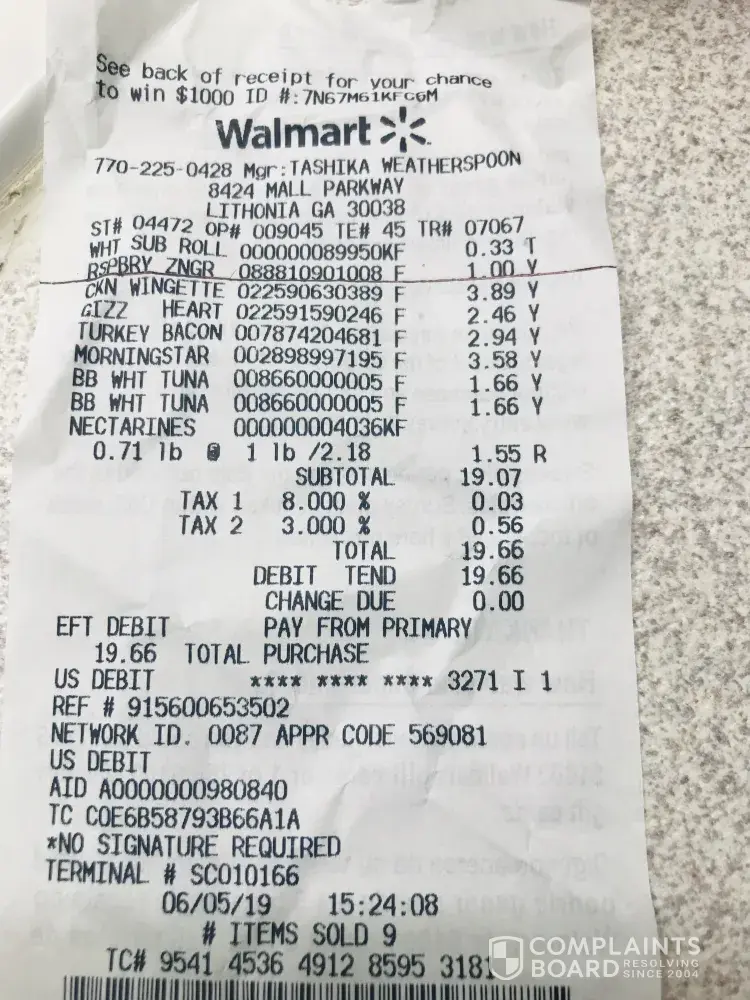 See back of receipt for your chance
to win $1000 ID #:7N67M61KFCGM
Walmart
770-225-0428 Mgr:TASHIKA WEATHERSPOON
8424 MALL PARKWAY
LITHONIA GA 30038
ST# 04472 OP# 009045 TE# 45 TR# 07067
WHT SUB ROLL 000000089950KF 0.33 T
RSPBRY ZNGR 088810901008 F 1.00 Y
CKN WINGETTE 022590630389 F 3.89 Y
GIZZ HEART 022591590246 F 2.46 Y
TURKEY BACON 007874204681 F 2.94 Y
MORNINGSTAR 002898997195 F 3.58 Y
BB WHT TUNA 008660000005 F 1.66 Y
BB WHT TUNA 008660000005 F 1.66 Y
NECTARINES 000000004036KF
0.71 lb @ 1 lb /2.18 1.55 R
SUBTOTAL 19.07
TAX 1 8.000 % 0.03
TAX 2 3.000 % 0.56
TOTAL 19.66
DEBIT TEND 19.66
CHANGE DUE 0.00
EFT DEBIT PAY FROM PRIMARY
19.66 TOTAL PURCHASE
US DEBIT **** **** **** 3271 I 1
REF # 915600653502
NETWORK ID. 0087 APPR CODE 569081
US DEBIT
AID A0000000980840
TC C0E6B58793B66A1A
*NO SIGNATURE REQUIRED
TERMINAL # SC010166
06/05/19 15:24:08
# ITEMS SOLD 9
TC# 9541 4536 4912 8595 3181
COMPLAINTS
BOARD RESOLVING SINCE 2004